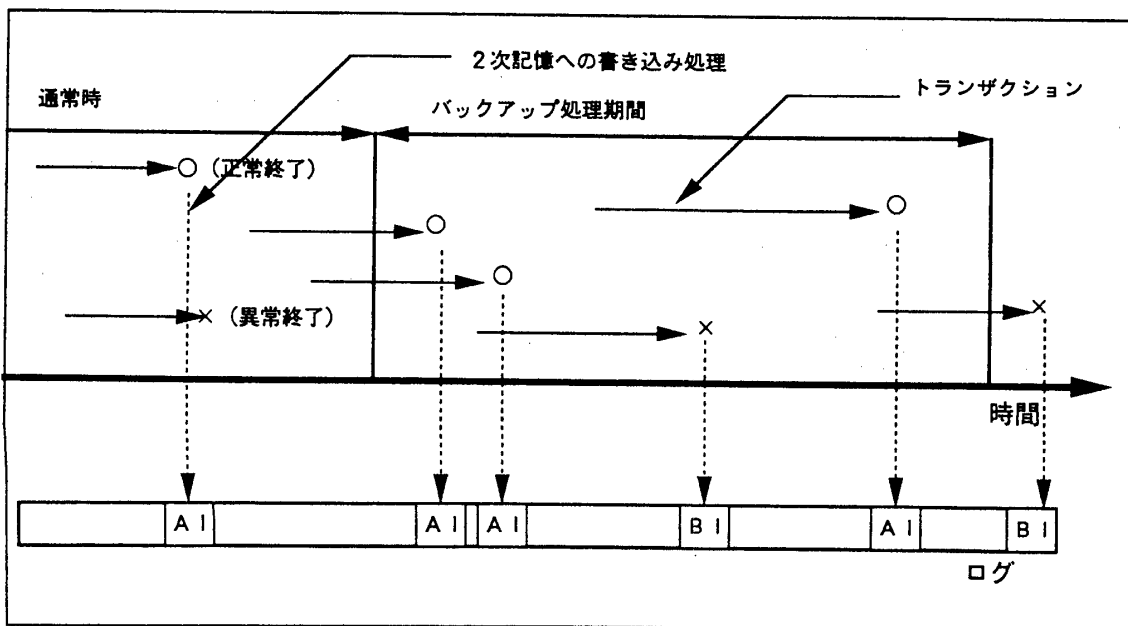 2次記憶への書き込み処理
トランザクション
通常時
バックアップ処理期間
○（正常終了）
○
○
○
×（異常終了）
×
×
時間
AI AI AI BI AI BI
ログ